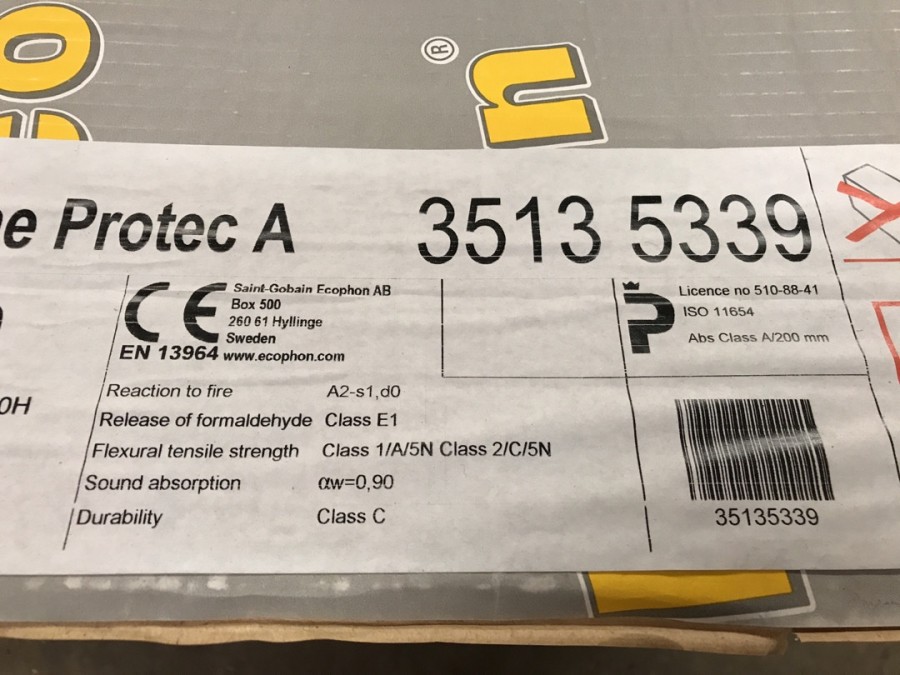 ®
e Protec A 3513 5339
CE
Saint-Gobain Ecophon AB
Box 500
260 61 Hyllinge
Sweden
EN 13964 www.ecophon.com
P
Licence no 510-88-41
ISO 11654
Abs Class A/200 mm
0H
Reaction to fire A2-s1,d0
Release of formaldehyde Class E1
Flexural tensile strength Class 1/A/5N Class 2/C/5N
Sound absorption αw=0,90
Durability Class C
35135339